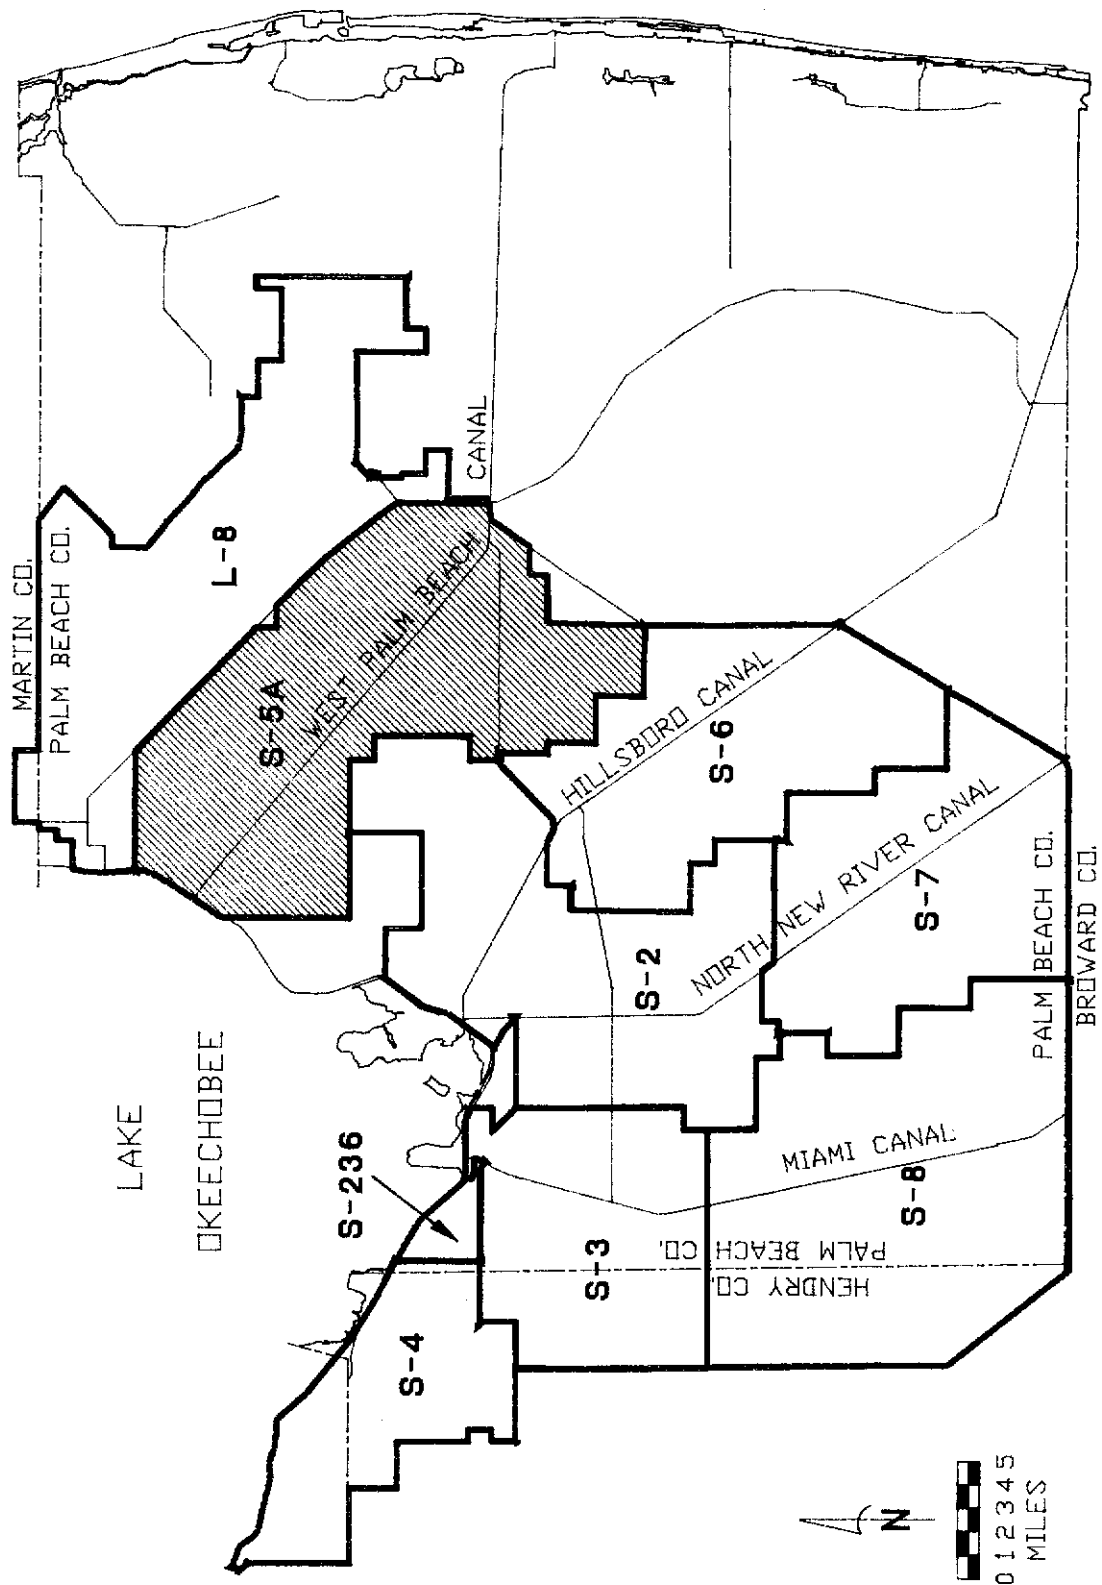 MARTIN CO.
PALM BEACH CO.
L-8
S-5A
WEST PALM BEACH
CANAL
LAKE
OKEECHOBEE
S-236
S-4
S-3
S-2
HILLSBORO CANAL
S-6
NORTH NEW RIVER CANAL
S-7
MIAMI CANAL
S-8
PALM BEACH CO.
HENDRY CO.
PALM BEACH CO.
BROWARD CO.
N
0 1 2 3 4 5
MILES